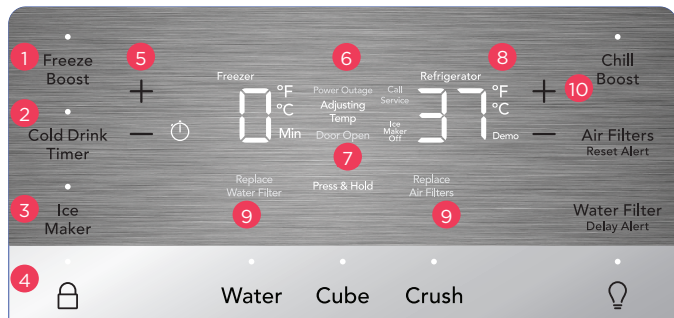 1
Freeze
Boost
5
+
−
2
Cold Drink
Timer
3
Ice
Maker
4
Freezer
0
°F
°C
Min
6
Power Outage
Adjusting
Temp
Door Open
7
Press & Hold
Call
Service
Ice
Maker
Off
8
Refrigerator
37
°F
°C
Demo
Replace
Water Filter
9
Replace
Air Filters
9
+
−
10
Chill
Boost
Air Filters
Reset Alert
Water Filter
Delay Alert
Water
Cube
Crush